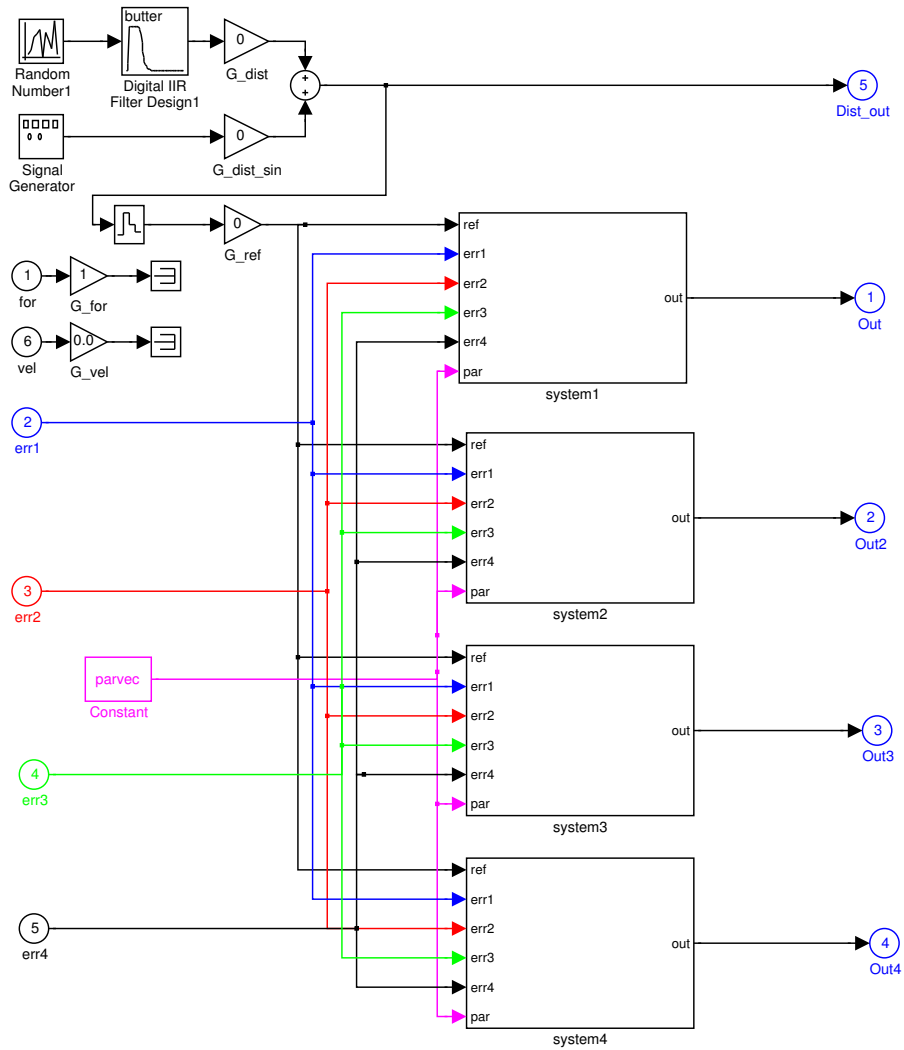 butter
0
Random
Number1
Digital IIR
Filter Design1
G_dist
+
+
5
Dist_out
0
Signal
Generator
G_dist_sin
0
G_ref
1
for
1
G_for
6
vel
0.0
G_vel
ref
err1
err2
err3
err4
par
out
system1
1
Out
2
err1
ref
err1
err2
err3
err4
par
out
system2
2
Out2
3
err2
parvec
Constant
ref
err1
err2
err3
err4
par
out
system3
3
Out3
4
err3
ref
err1
err2
err3
err4
par
out
system4
4
Out4
5
err4